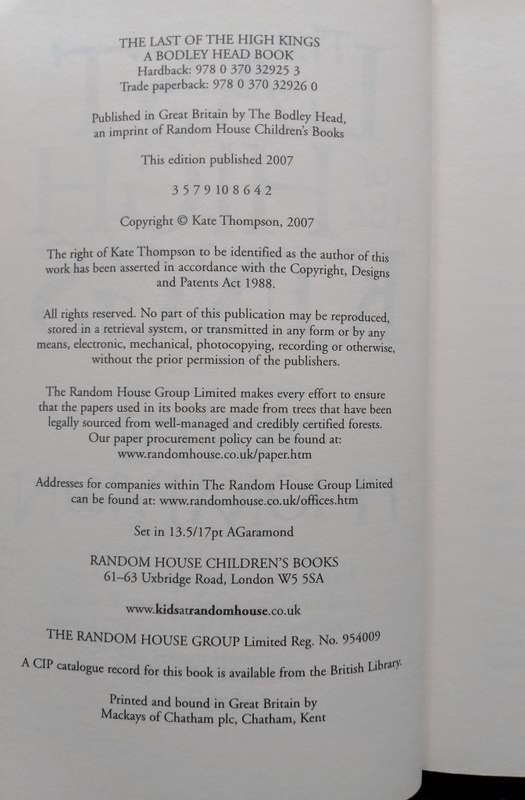 THE LAST OF THE HIGH KINGS
A BODLEY HEAD BOOK
Hardback: 978 0 370 32925 3
Trade paperback: 978 0 370 32926 0
Published in Great Britain by The Bodley Head,
an imprint of Random House Children's Books
This edition published 2007
3 5 7 9 10 8 6 4 2
Copyright © Kate Thompson, 2007
The right of Kate Thompson to be identified as the author of this
work has been asserted in accordance with the Copyright, Designs
and Patents Act 1988.
All rights reserved. No part of this publication may be reproduced,
stored in a retrieval system, or transmitted in any form or by any
means, electronic, mechanical, photocopying, recording or otherwise,
without the prior permission of the publishers.
The Random House Group Limited makes every effort to ensure
that the papers used in its books are made from trees that have been
legally sourced from well-managed and credibly certified forests.
Our paper procurement policy can be found at:
www.randomhouse.co.uk/paper.htm
Addresses for companies within The Random House Group Limited
can be found at: www.randomhouse.co.uk/offices.htm
Set in 13.5/17pt AGaramond
RANDOM HOUSE CHILDREN'S BOOKS
61–63 Uxbridge Road, London W5 5SA
www.kidsatrandomhouse.co.uk
THE RANDOM HOUSE GROUP Limited Reg. No. 954009
A CIP catalogue record for this book is available from the British Library.
Printed and bound in Great Britain by
Mackays of Chatham plc, Chatham, Kent